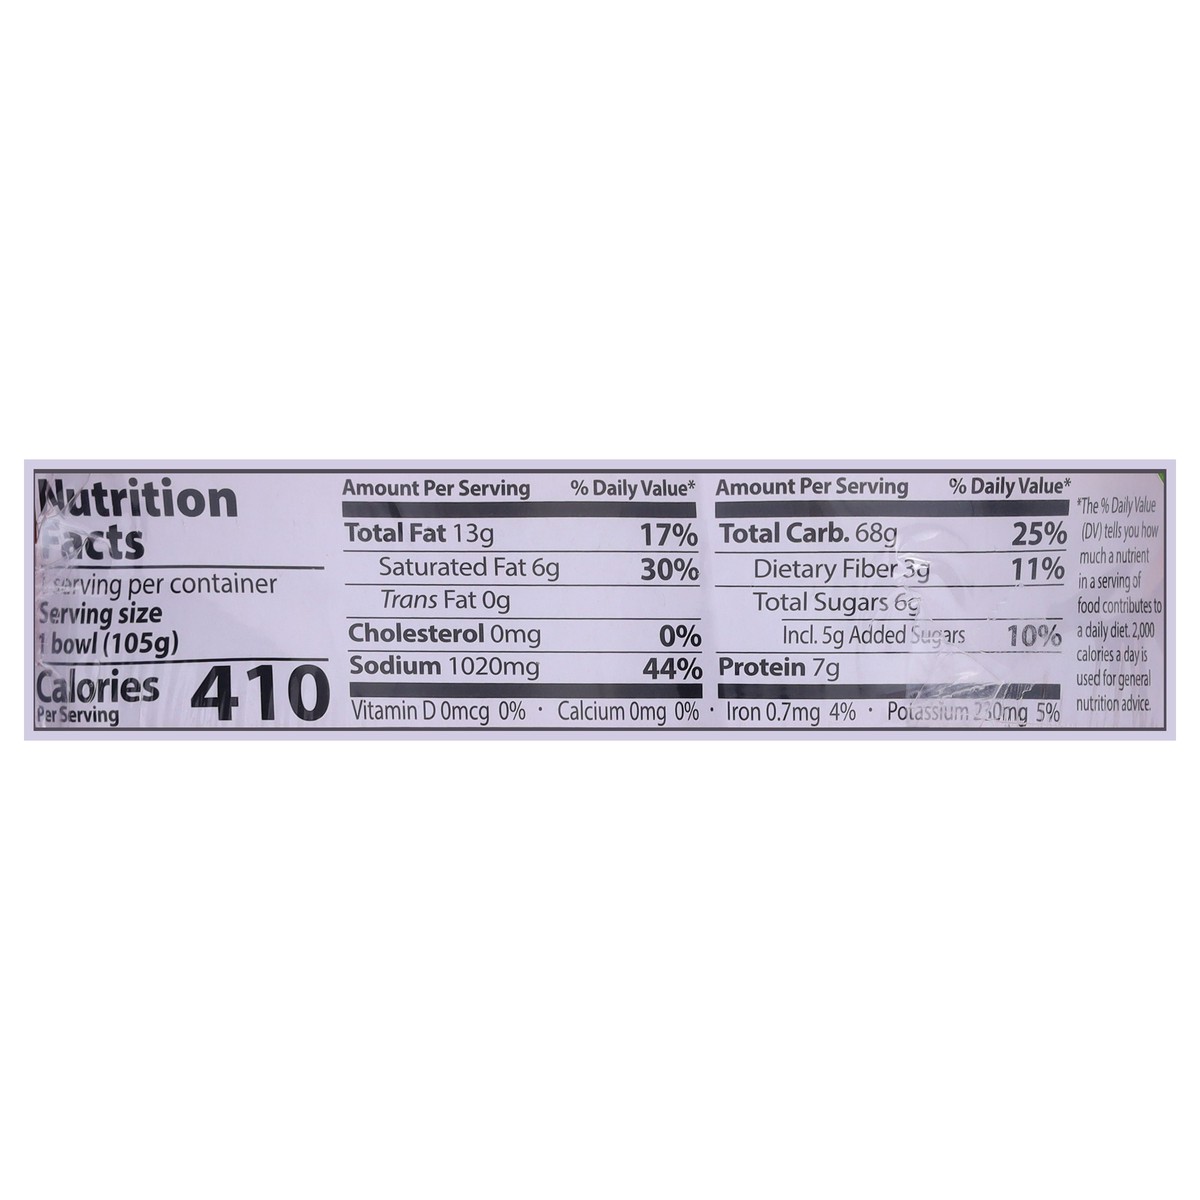 Nutrition
Facts
1 serving per container
Serving size
1 bowl (105g)
Calories 410
Per Serving
Amount Per Serving % Daily Value*
Total Fat 13g 17%
Saturated Fat 6g 30%
Trans Fat 0g
Cholesterol 0mg 0%
Sodium 1020mg 44%
Amount Per Serving % Daily Value*
Total Carb. 68g 25%
Dietary Fiber 3g 11%
Total Sugars 6g
Incl. 5g Added Sugars 10%
Protein 7g
Vitamin D 0mcg 0% · Calcium 0mg 0% · Iron 0.7mg 4% · Potassium 230mg 5%
*The % Daily Value
(DV) tells you how
much a nutrient
in a serving of
food contributes to
a daily diet. 2,000
calories a day is
used for general
nutrition advice.